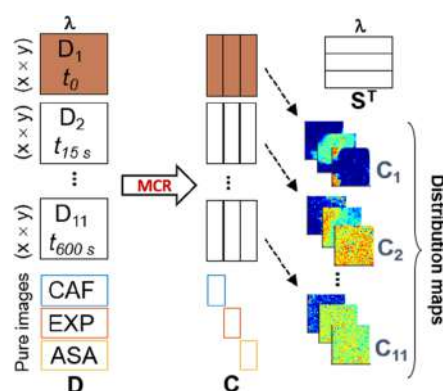 λ
λ
(x × y)
D1
t0
Sᵀ
(x × y)
D2
t15 s
C1
...
MCR
...
Distribution maps
(x × y)
D11
t600 s
C2
...
Pure images
CAF
EXP
ASA
C11
D
C